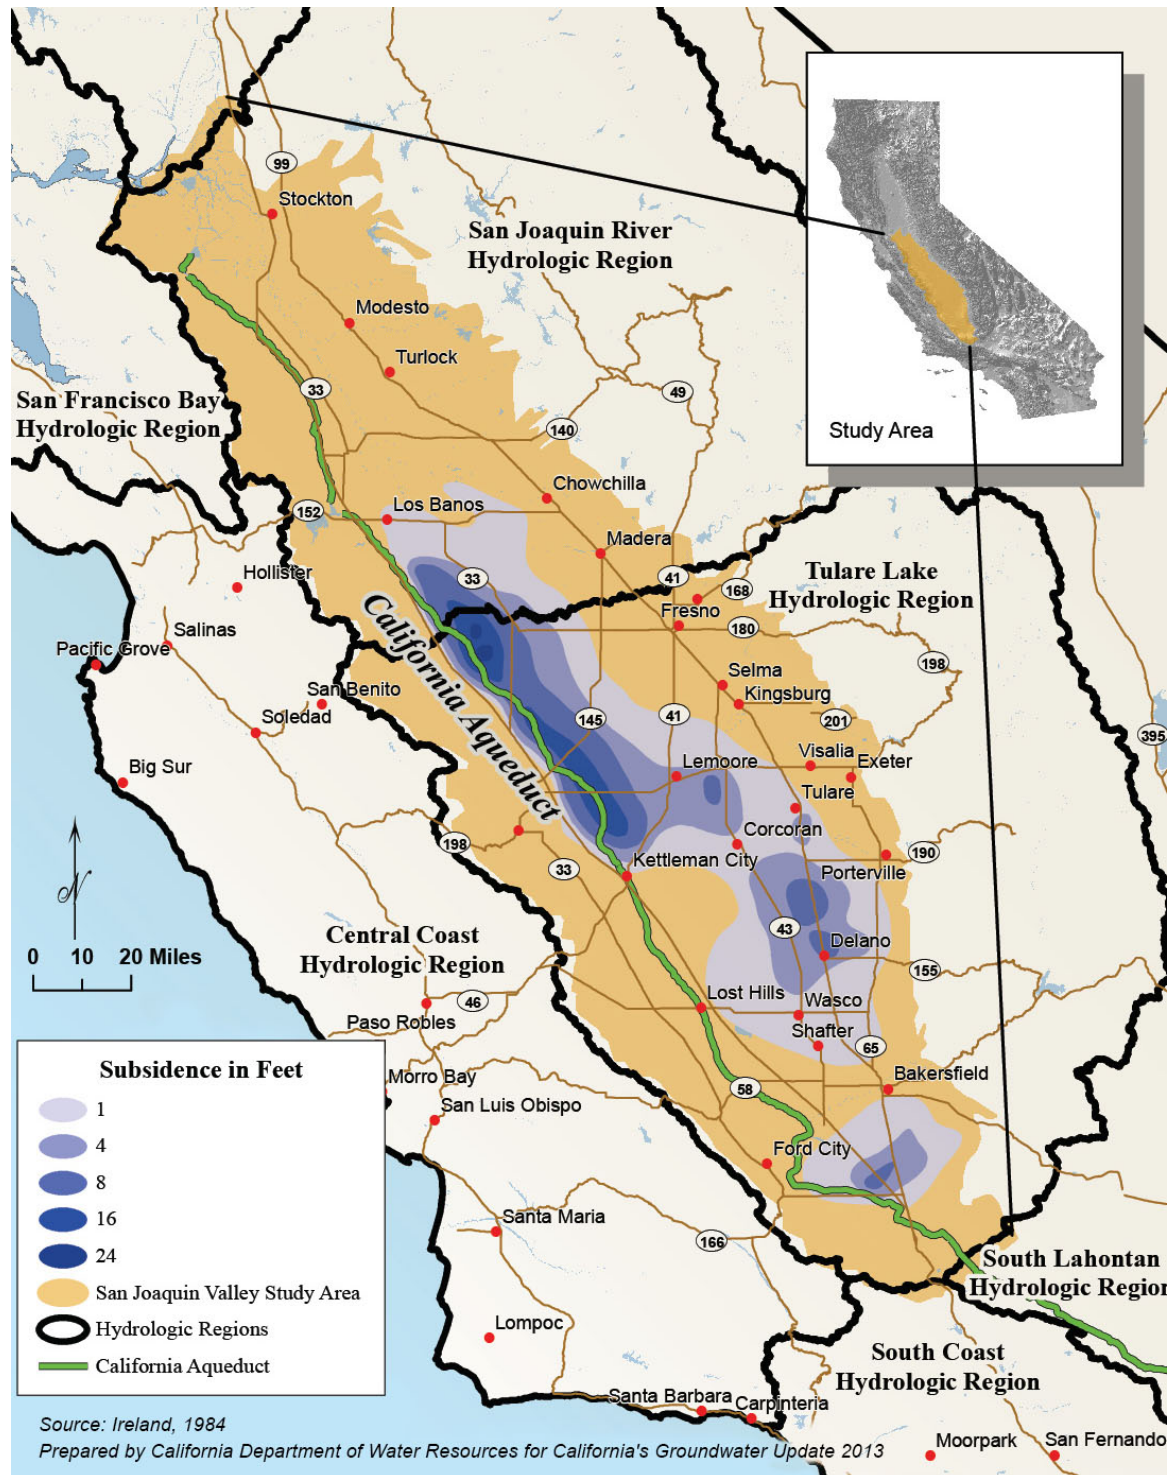 99
Stockton
San Joaquin River
Hydrologic Region
Study Area
Modesto
Turlock
33
49
San Francisco Bay
Hydrologic Region
140
Chowchilla
Los Banos
152
Madera
Hollister
33
41
168
Tulare Lake
Hydrologic Region
Fresno
180
Salinas
Pacific Grove
198
San Benito
Selma
Kingsburg
Soledad
California Aqueduct
145
41
201
395
Big Sur
Lemoore
Visalia
Exeter
Tulare
198
Corcoran
N
Kettleman City
190
Porterville
33
0 10 20 Miles
Central Coast
Hydrologic Region
43
Delano
155
46
Lost Hills
Wasco
Paso Robles
Shafter
65
Subsidence in Feet
1
4
8
16
24
San Joaquin Valley Study Area
Hydrologic Regions
California Aqueduct
Morro Bay
58
Bakersfield
San Luis Obispo
Ford City
Santa Maria
166
South Lahontan
Hydrologic Region
Lompoc
South Coast
Hydrologic Region
Santa Barbara
Carpinteria
Moorpark
San Fernando
Source: Ireland, 1984
Prepared by California Department of Water Resources for California's Groundwater Update 2013